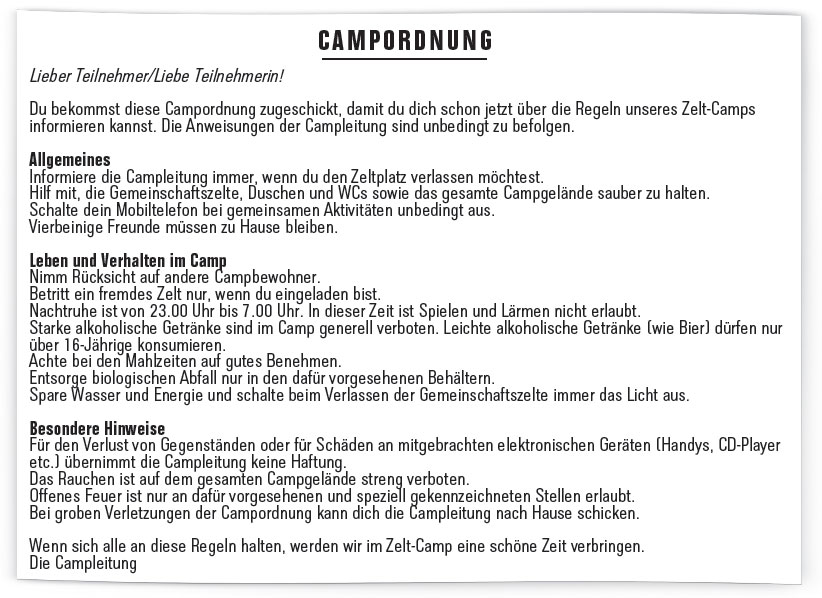 CAMPORDNUNG
Lieber Teilnehmer/Liebe Teilnehmerin!
Du bekommst diese Campordnung zugeschickt, damit du dich schon jetzt über die Regeln unseres Zelt-Camps
informieren kannst. Die Anweisungen der Campleitung sind unbedingt zu befolgen.
Allgemeines
Informiere die Campleitung immer, wenn du den Zeltplatz verlassen möchtest.
Hilf mit, die Gemeinschaftszelte, Duschen und WCs sowie das gesamte Campgelände sauber zu halten.
Schalte dein Mobiltelefon bei gemeinsamen Aktivitäten unbedingt aus.
Vierbeinige Freunde müssen zu Hause bleiben.
Leben und Verhalten im Camp
Nimm Rücksicht auf andere Campbewohner.
Betritt ein fremdes Zelt nur, wenn du eingeladen bist.
Nachtruhe ist von 23.00 Uhr bis 7.00 Uhr. In dieser Zeit ist Spielen und Lärmen nicht erlaubt.
Starke alkoholische Getränke sind im Camp generell verboten. Leichte alkoholische Getränke (wie Bier) dürfen nur
über 16-Jährige konsumieren.
Achte bei den Mahlzeiten auf gutes Benehmen.
Entsorge biologischen Abfall nur in den dafür vorgesehenen Behältern.
Spare Wasser und Energie und schalte beim Verlassen der Gemeinschaftszelte immer das Licht aus.
Besondere Hinweise
Für den Verlust von Gegenständen oder für Schäden an mitgebrachten elektronischen Geräten (Handys, CD-Player
etc.) übernimmt die Campleitung keine Haftung.
Das Rauchen ist auf dem gesamten Campgelände streng verboten.
Offenes Feuer ist nur an dafür vorgesehenen und speziell gekennzeichneten Stellen erlaubt.
Bei groben Verletzungen der Campordnung kann dich die Campleitung nach Hause schicken.
Wenn sich alle an diese Regeln halten, werden wir im Zelt-Camp eine schöne Zeit verbringen.
Die Campleitung